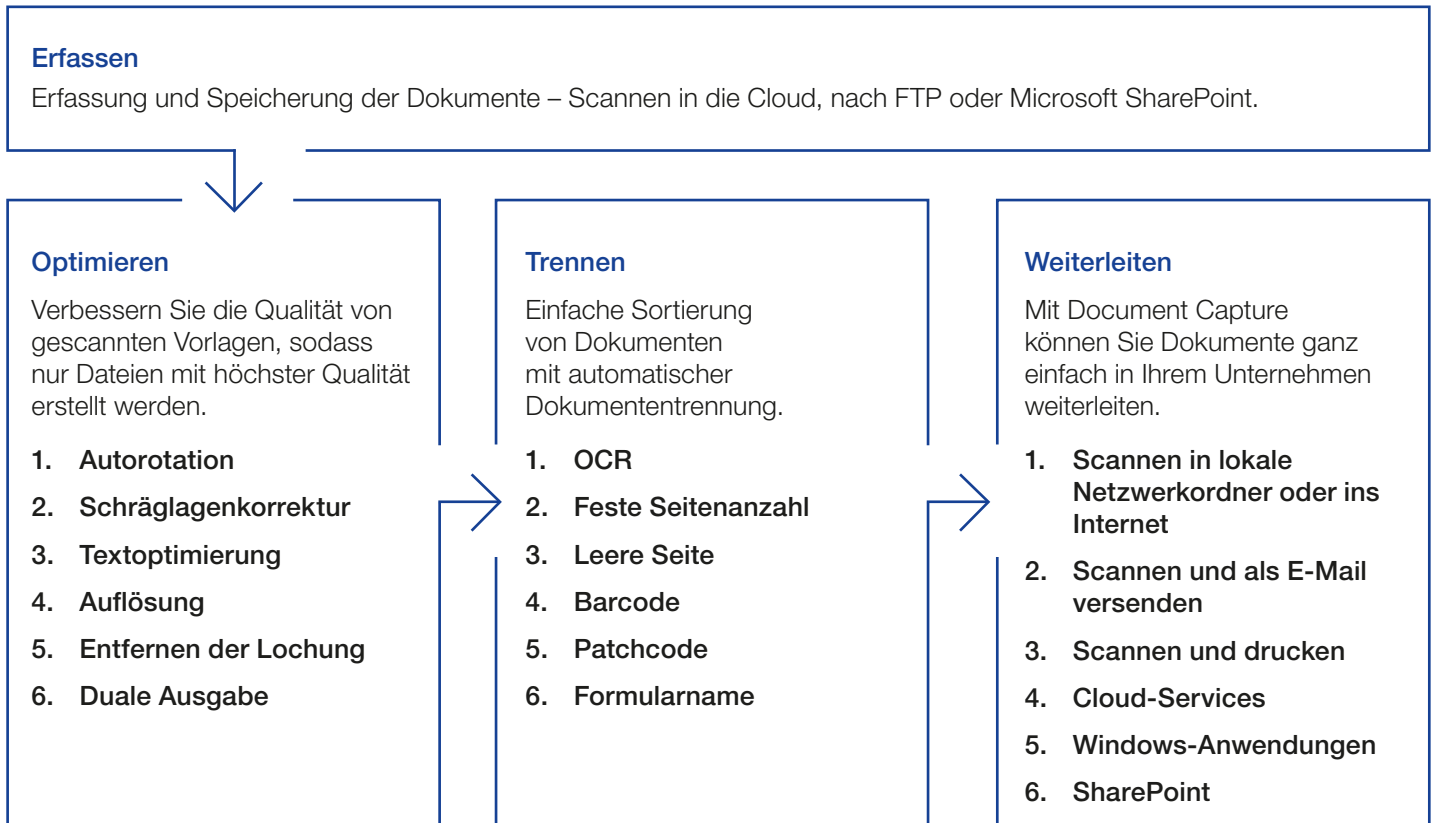 Erfassen
Erfassung und Speicherung der Dokumente – Scannen in die Cloud, nach FTP oder Microsoft SharePoint.
Optimieren
Verbessern Sie die Qualität von
gescannten Vorlagen, sodass
nur Dateien mit höchster Qualität
erstellt werden.
1. Autorotation
2. Schräglagenkorrektur
3. Textoptimierung
4. Auflösung
5. Entfernen der Lochung
6. Duale Ausgabe
Trennen
Einfache Sortierung
von Dokumenten
mit automatischer
Dokumententrennung.
1. OCR
2. Feste Seitenanzahl
3. Leere Seite
4. Barcode
5. Patchcode
6. Formularname
Weiterleiten
Mit Document Capture
können Sie Dokumente ganz
einfach in Ihrem Unternehmen
weiterleiten.
1. Scannen in lokale
Netzwerkordner oder ins
Internet
2. Scannen und als E-Mail
versenden
3. Scannen und drucken
4. Cloud-Services
5. Windows-Anwendungen
6. SharePoint